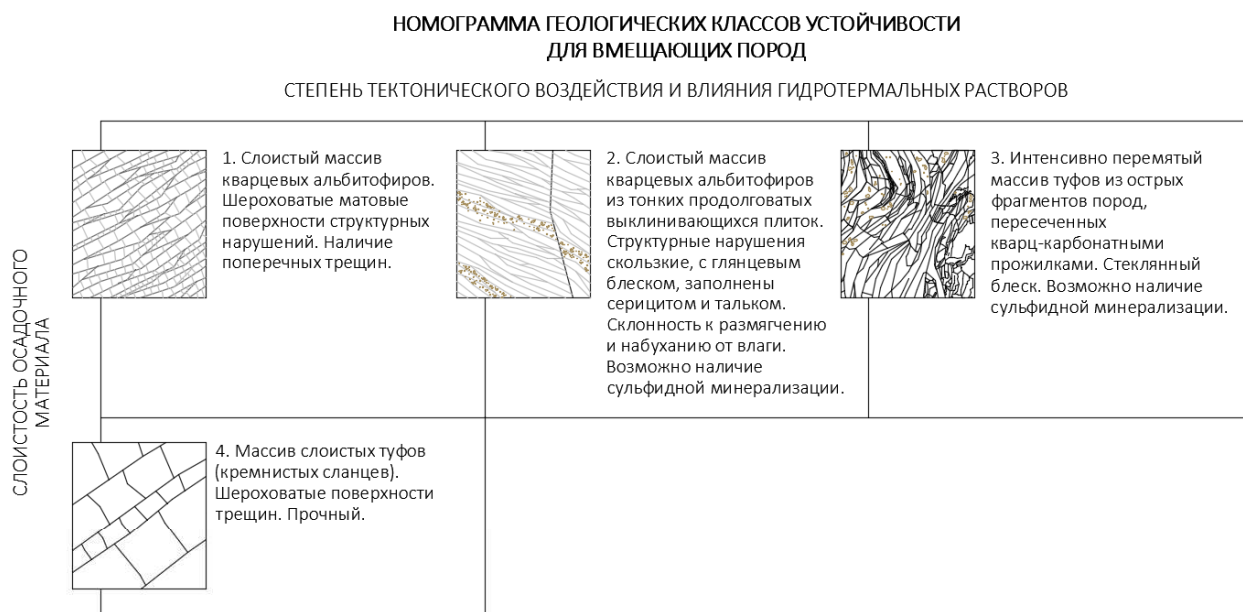 НОМОГРАММА ГЕОЛОГИЧЕСКИХ КЛАССОВ УСТОЙЧИВОСТИ
ДЛЯ ВМЕЩАЮЩИХ ПОРОД
СТЕПЕНЬ ТЕКТОНИЧЕСКОГО ВОЗДЕЙСТВИЯ И ВЛИЯНИЯ ГИДРОТЕРМАЛЬНЫХ РАСТВОРОВ
СЛОИСТОСТЬ ОСАДОЧНОГО
МАТЕРИАЛА
1. Слоистый массив
кварцевых альбитофиров.
Шероховатые матовые
поверхности структурных
нарушений. Наличие
поперечных трещин.
2. Слоистый массив
кварцевых альбитофиров
из тонких продолговатых
выклинивающихся плиток.
Структурные нарушения
скользкие, с глянцевым
блеском, заполнены
серицитом и тальком.
Склонность к размягчению
и набуханию от влаги.
Возможно наличие
сульфидной минерализации.
3. Интенсивно перемятый
массив туфов из острых
фрагментов пород,
пересеченных
кварц-карбонатными
прожилками. Стеклянный
блеск. Возможно наличие
сульфидной минерализации.
4. Массив слоистых туфов
(кремнистых сланцев).
Шероховатые поверхности
трещин. Прочный.